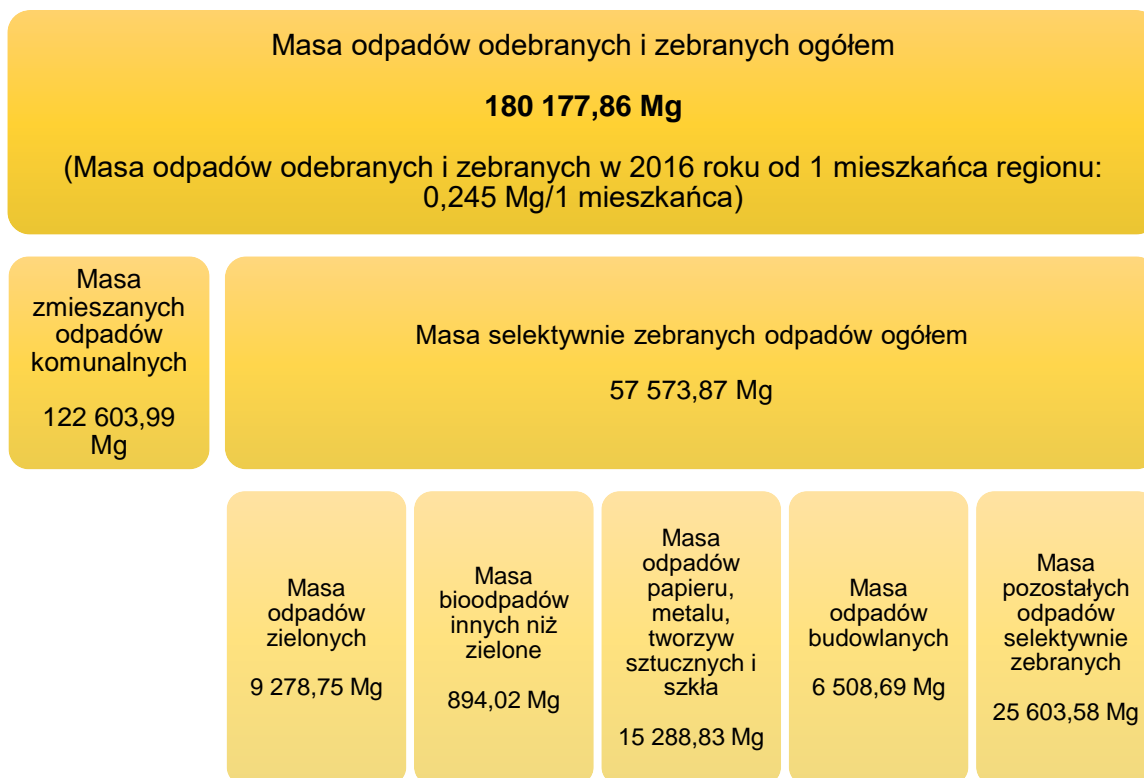 Masa odpadów odebranych i zebranych ogółem
180 177,86 Mg
(Masa odpadów odebranych i zebranych w 2016 roku od 1 mieszkańca regionu:
0,245 Mg/1 mieszkańca)
Masa
zmieszanych
odpadów
komunalnych
122 603,99
Mg
Masa selektywnie zebranych odpadów ogółem
57 573,87 Mg
Masa
odpadów
zielonych
9 278,75 Mg
Masa
bioodpadów
innych niż
zielone
894,02 Mg
Masa
odpadów
papieru,
metalu,
tworzyw
sztucznych i
szkła
15 288,83 Mg
Masa
odpadów
budowlanych
6 508,69 Mg
Masa
pozostałych
odpadów
selektywnie
zebranych
25 603,58 Mg